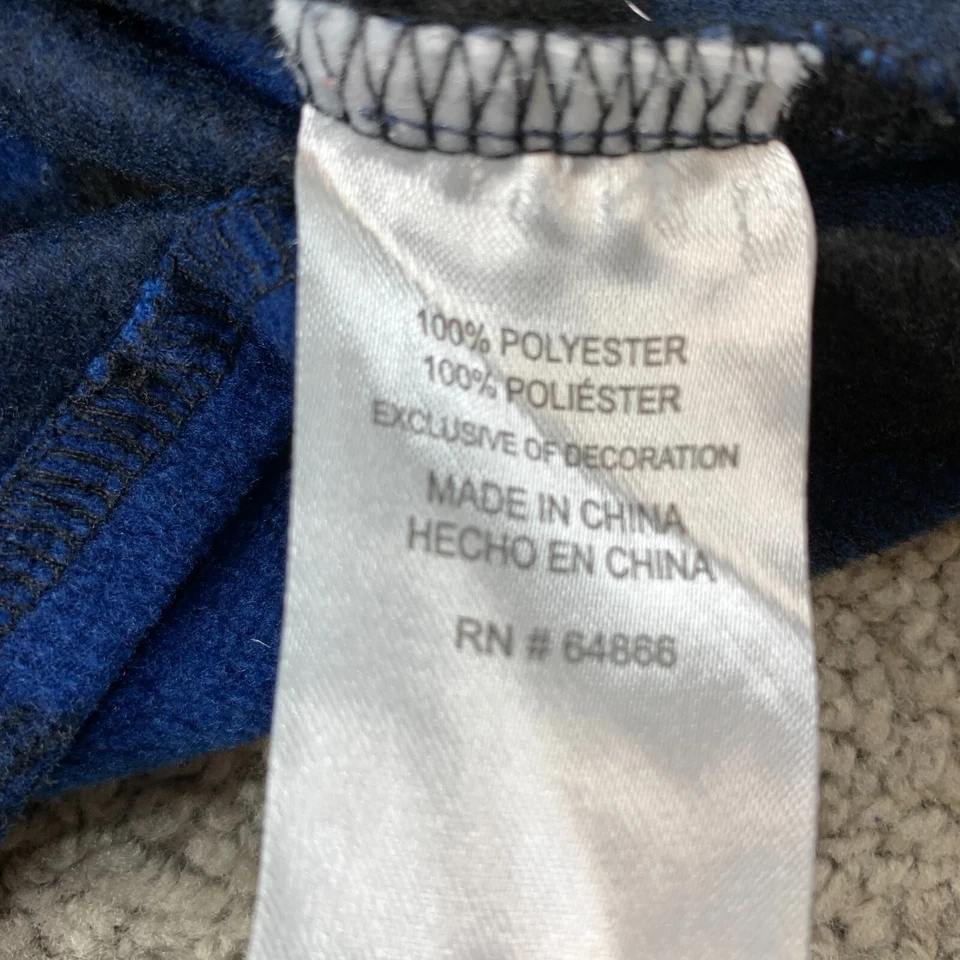 100% POLYESTER
100% POLIÉSTER
EXCLUSIVE OF DECORATION
MADE IN CHINA
HECHO EN CHINA
RN # 64866